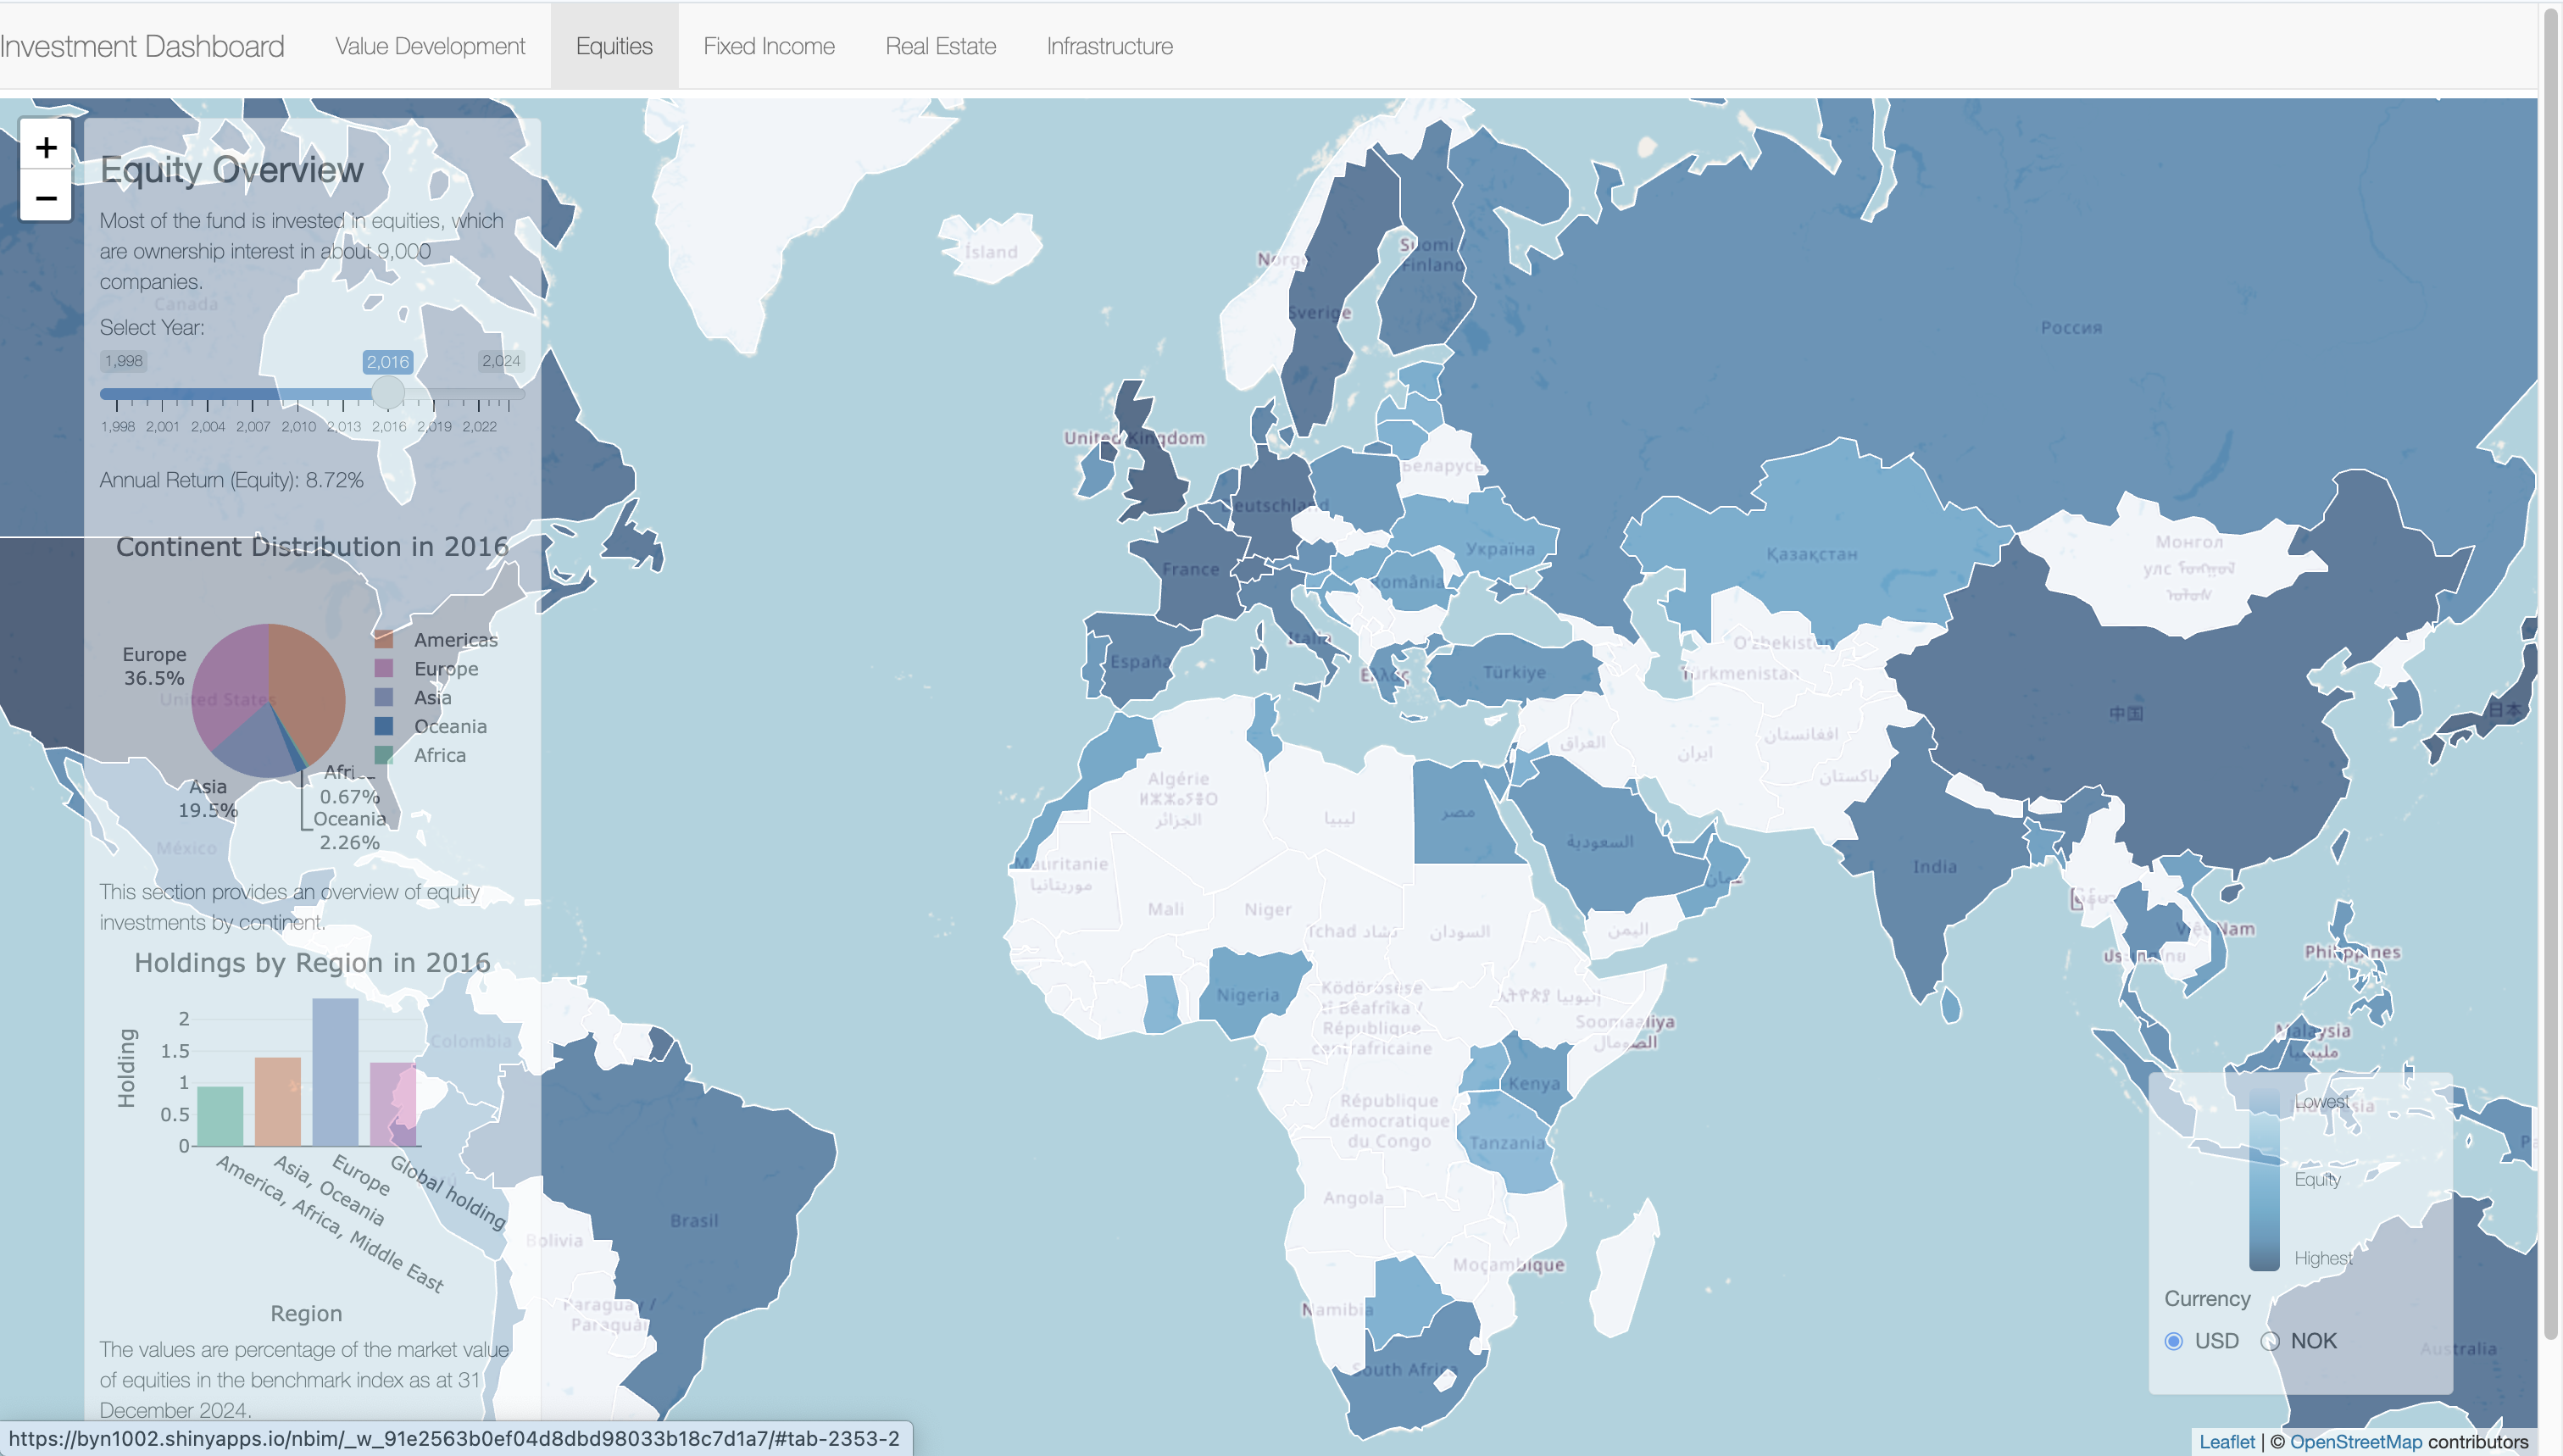 Investment Dashboard
Value Development
Equities
Fixed Income
Real Estate
Infrastructure
+
−
Equity Overview
Most of the fund is invested in equities, which
are ownership interest in about 9,000
companies.
Select Year:
1,998
2,016
2,024
1,998 2,001 2,004 2,007 2,010 2,013 2,016 2,019 2,022
Annual Return (Equity): 8.72%
Continent Distribution in 2016
Europe
36.5%
Asia
19.5%
Afri...
0.67%
Oceania
2.26%
Americas
Europe
Asia
Oceania
Africa
This section provides an overview of equity
investments by continent.
Holdings by Region in 2016
Holding
2
1.5
1
0.5
0
America, Africa, Middle East
Asia, Oceania
Europe
Global holding
Region
The values are percentage of the market value
of equities in the benchmark index as at 31
December 2024.
Canada
United States
México
Colombia
Brasil
Bolivia
Paraguay /
Paraguái
Ísland
Norge
Sverige
Suomi /
Finland
United Kingdom
Deutschland
France
España
Italia
Ελλάς
România
Україна
Беларусь
Россия
Türkiye
Қазақстан
O'zbekiston
Türkmenistan
Монгол
улс
中国
日本
العراق
ایران
افغانستان
پاکستان
السعودية
عمان
اليمن
مصر
ليبيا
Algérie
ⵍⵣⵣⴰⵢⴻⵔ
الجزائر
Mauritanie
موريتانيا
Mali
Niger
Tchad تشاد
السودان
Nigeria
Ködörösêse
tî Bêafrîka /
République
centrafricaine
Soomaaliya
الصومال
Kenya
République
démocratique
du Congo
Tanzania
Angola
Moçambique
Namibia
South Africa
India
Việt Nam
Philippines
Malaysia
مليسيا
Australia
Lowest
Equity
Highest
Currency
USD
NOK
https://byn1002.shinyapps.io/nbim/_w_91e2563b0ef04d8dbd98033b18c7d1a7/#tab-2353-2
Leaflet | © OpenStreetMap contributors